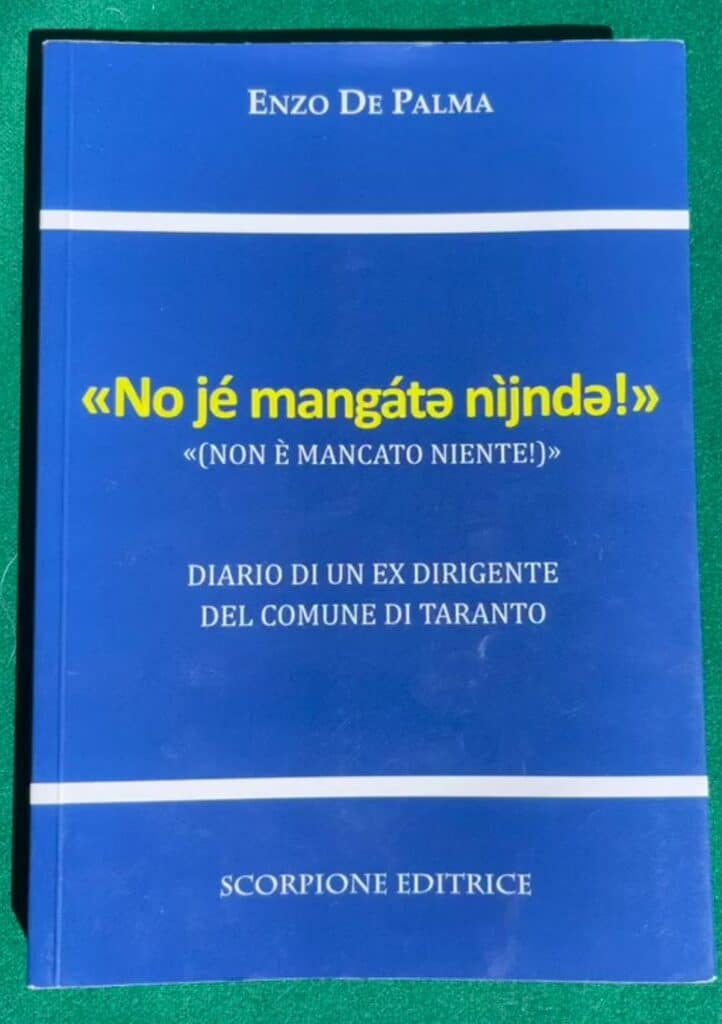 ENZO DE PALMA
«No jé mangátə nìjndə!»
«(NON È MANCATO NIENTE!)»
DIARIO DI UN EX DIRIGENTE
DEL COMUNE DI TARANTO
SCORPIONE EDITRICE